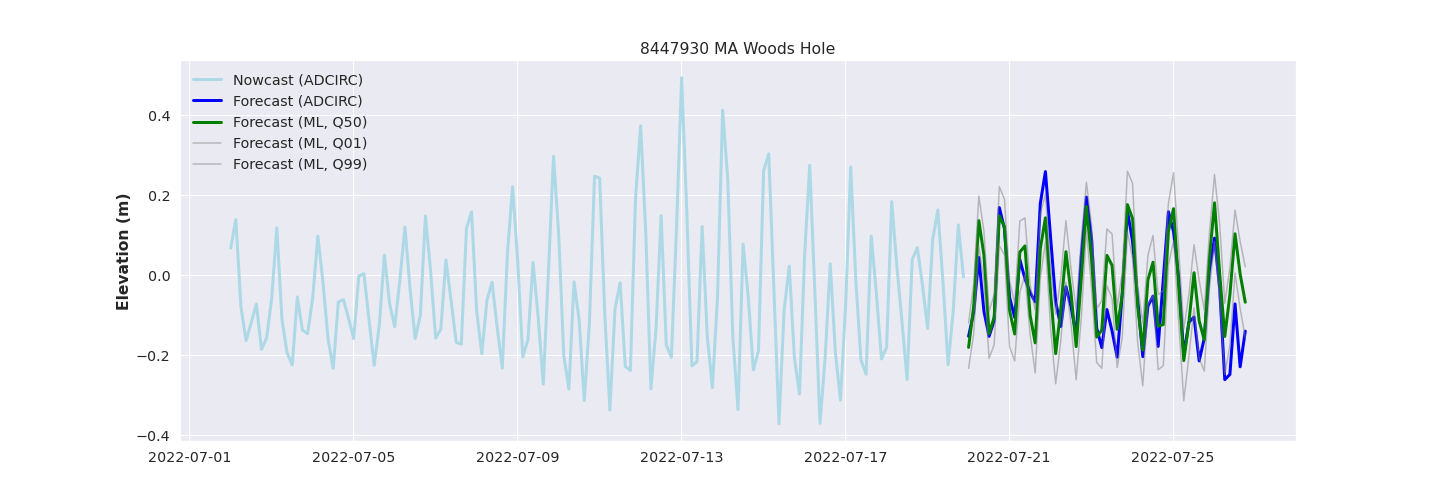 8447930 MA Woods Hole
Nowcast (ADCIRC)
Forecast (ADCIRC)
Forecast (ML, Q50)
Forecast (ML, Q01)
Forecast (ML, Q99)
Elevation (m)
0.4
0.2
0.0
−0.2
−0.4
2022-07-01 2022-07-05 2022-07-09 2022-07-13 2022-07-17 2022-07-21 2022-07-25